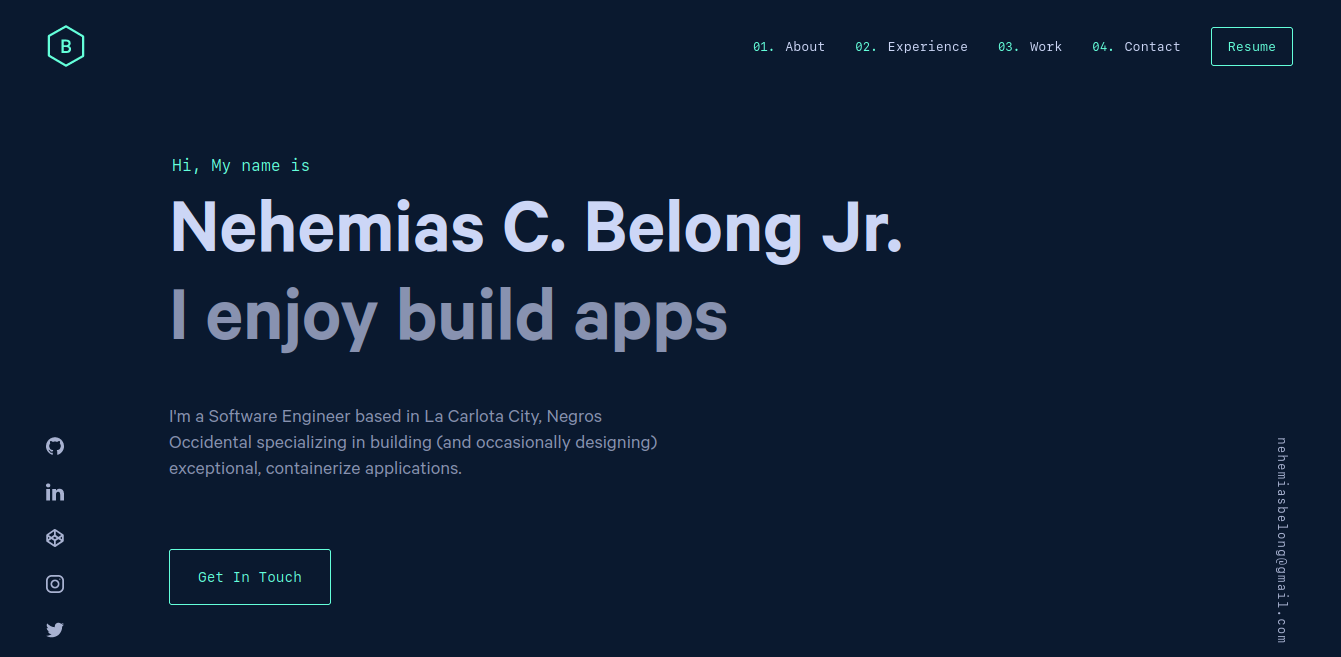 B
01. About 02. Experience 03. Work 04. Contact Resume
Hi, My name is
Nehemias C. Belong Jr.
I enjoy build apps
I'm a Software Engineer based in La Carlota City, Negros
Occidental specializing in building (and occasionally designing)
exceptional, containerize applications.
Get In Touch
in
nehemiasbelong@gmail.com